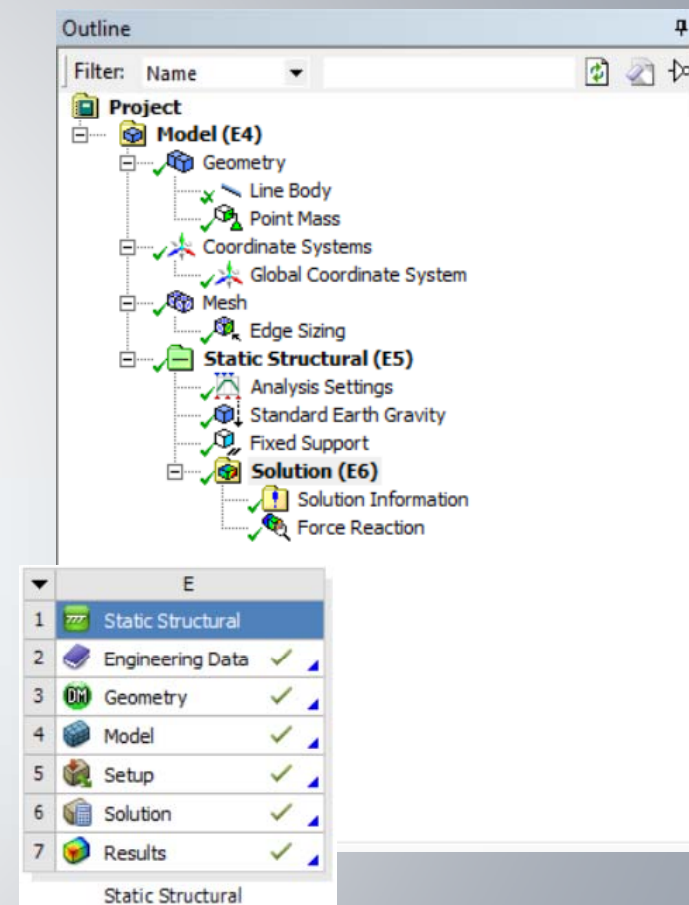 Outline
Filter: Name
Project
Model (E4)
Geometry
Line Body
Point Mass
Coordinate Systems
Global Coordinate System
Mesh
Edge Sizing
Static Structural (E5)
Analysis Settings
Standard Earth Gravity
Fixed Support
Solution (E6)
Solution Information
Force Reaction
E
1 Static Structural
2 Engineering Data
3 DM Geometry
4 Model
5 Setup
6 Solution
7 Results
Static Structural